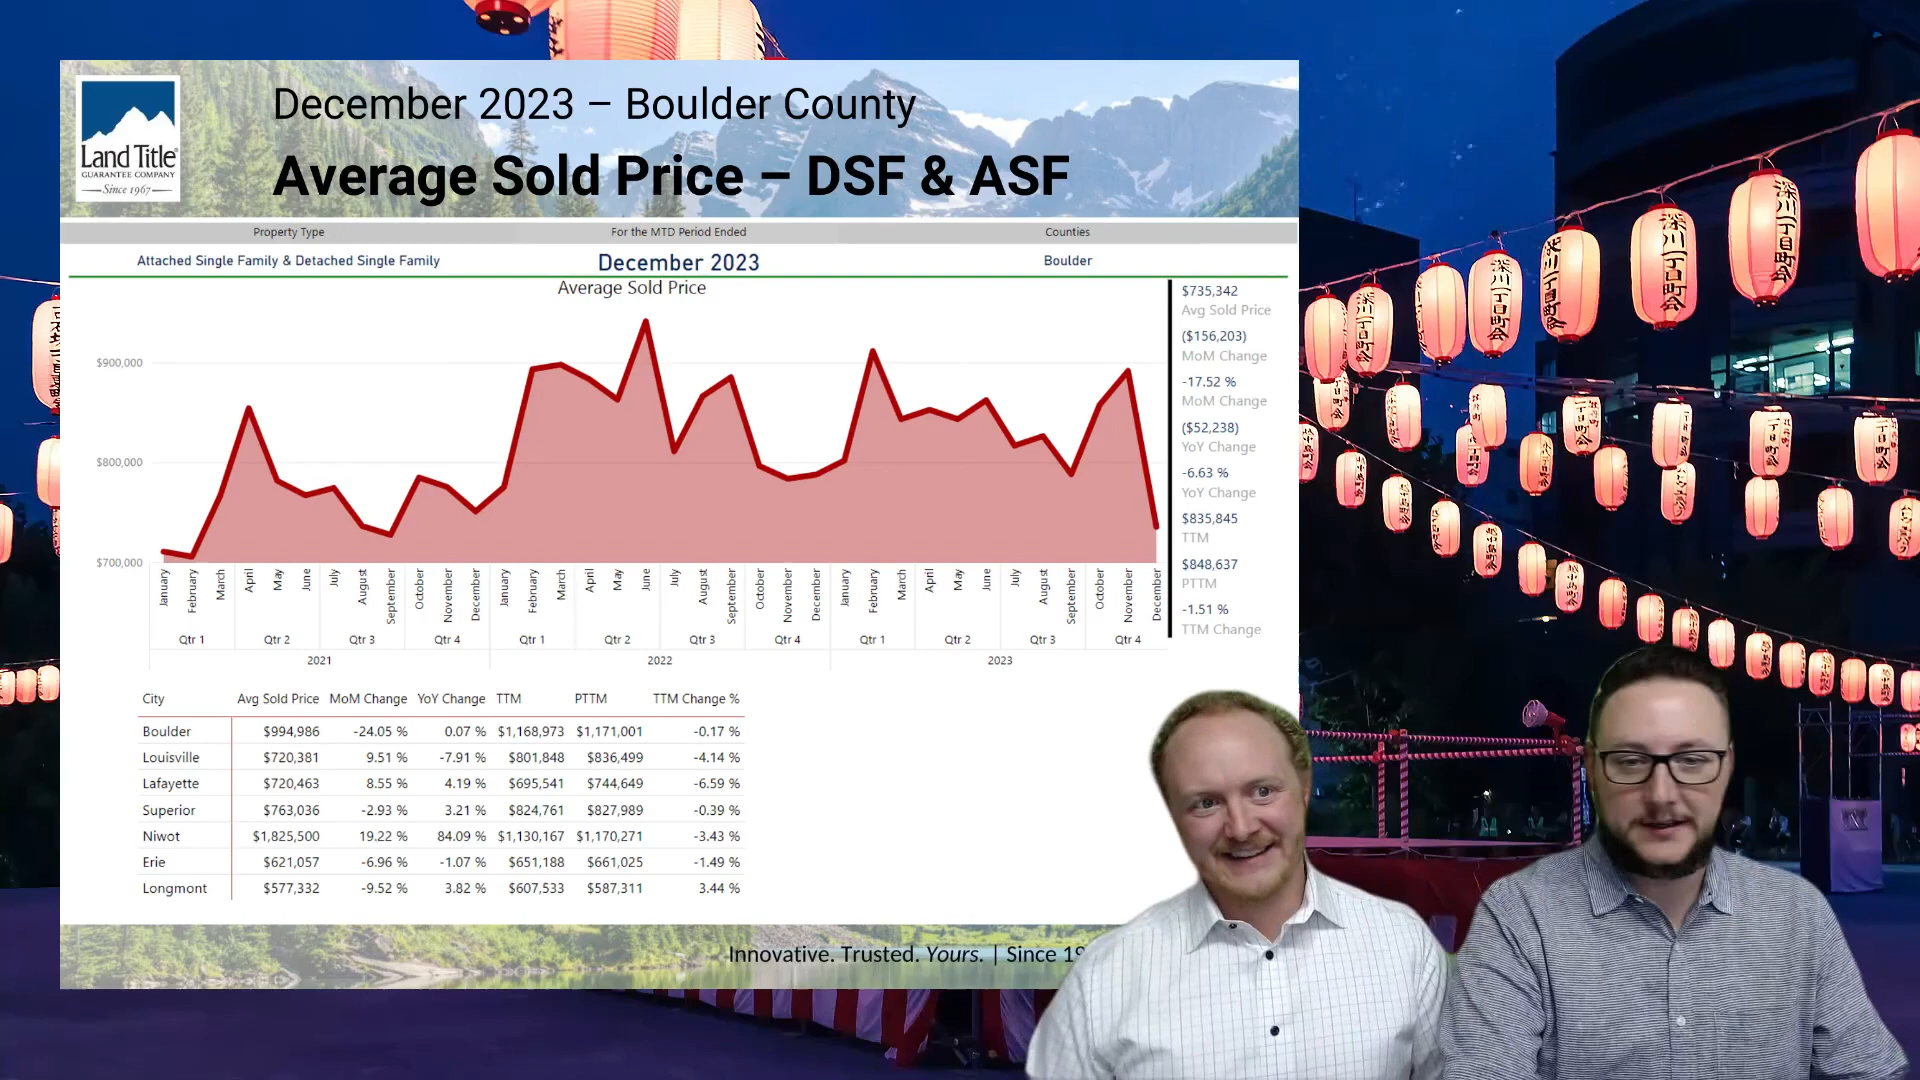 Land Title®
GUARANTEE COMPANY
Since 1967
December 2023 – Boulder County
Average Sold Price – DSF & ASF
Property Type
For the MTD Period Ended
Counties
Attached Single Family & Detached Single Family
December 2023
Boulder
Average Sold Price
$900,000
$800,000
$700,000
January
February
March
April
May
June
July
August
September
October
November
December
January
February
March
April
May
June
July
August
September
October
November
December
January
February
March
April
May
June
July
August
September
October
November
December
Qtr 1 Qtr 2 Qtr 3 Qtr 4 Qtr 1 Qtr 2 Qtr 3 Qtr 4 Qtr 1 Qtr 2 Qtr 3 Qtr 4
2021 2022 2023
$735,342
Avg Sold Price
($156,203)
MoM Change
-17.52 %
MoM Change
($52,238)
YoY Change
-6.63 %
YoY Change
$835,845
TTM
$848,637
PTTM
-1.51 %
TTM Change
City Avg Sold Price MoM Change YoY Change TTM PTTM TTM Change %
Boulder $994,986 -24.05 % 0.07 % $1,168,973 $1,171,001 -0.17 %
Louisville $720,381 9.51 % -7.91 % $801,848 $836,499 -4.14 %
Lafayette $720,463 8.55 % 4.19 % $695,541 $744,649 -6.59 %
Superior $763,036 -2.93 % 3.21 % $824,761 $827,989 -0.39 %
Niwot $1,825,500 19.22 % 84.09 % $1,130,167 $1,170,271 -3.43 %
Erie $621,057 -6.96 % -1.07 % $651,188 $661,025 -1.49 %
Longmont $577,332 -9.52 % 3.82 % $607,533 $587,311 3.44 %
Innovative. Trusted. Yours. | Since 19